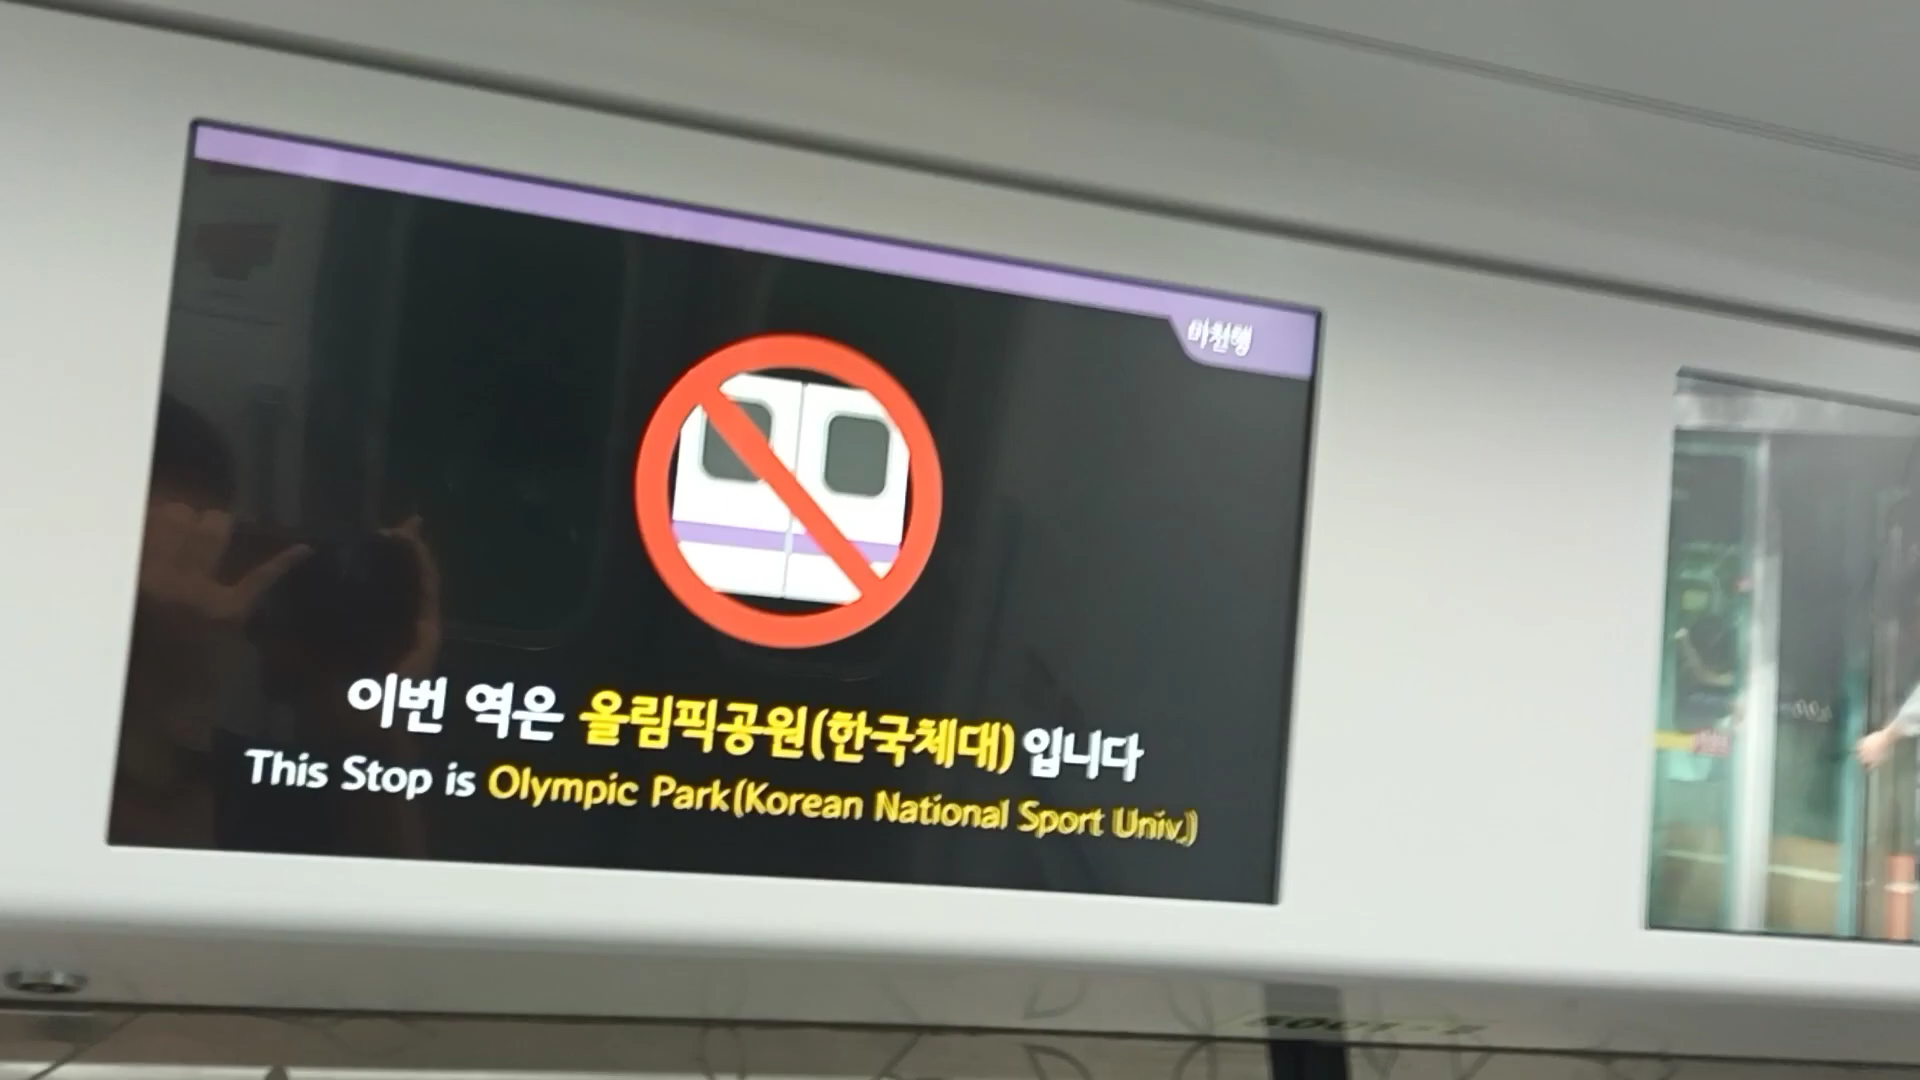 마천행
이번 역은 올림픽공원(한국체대)입니다
This Stop is Olympic Park(Korean National Sport Univ.)